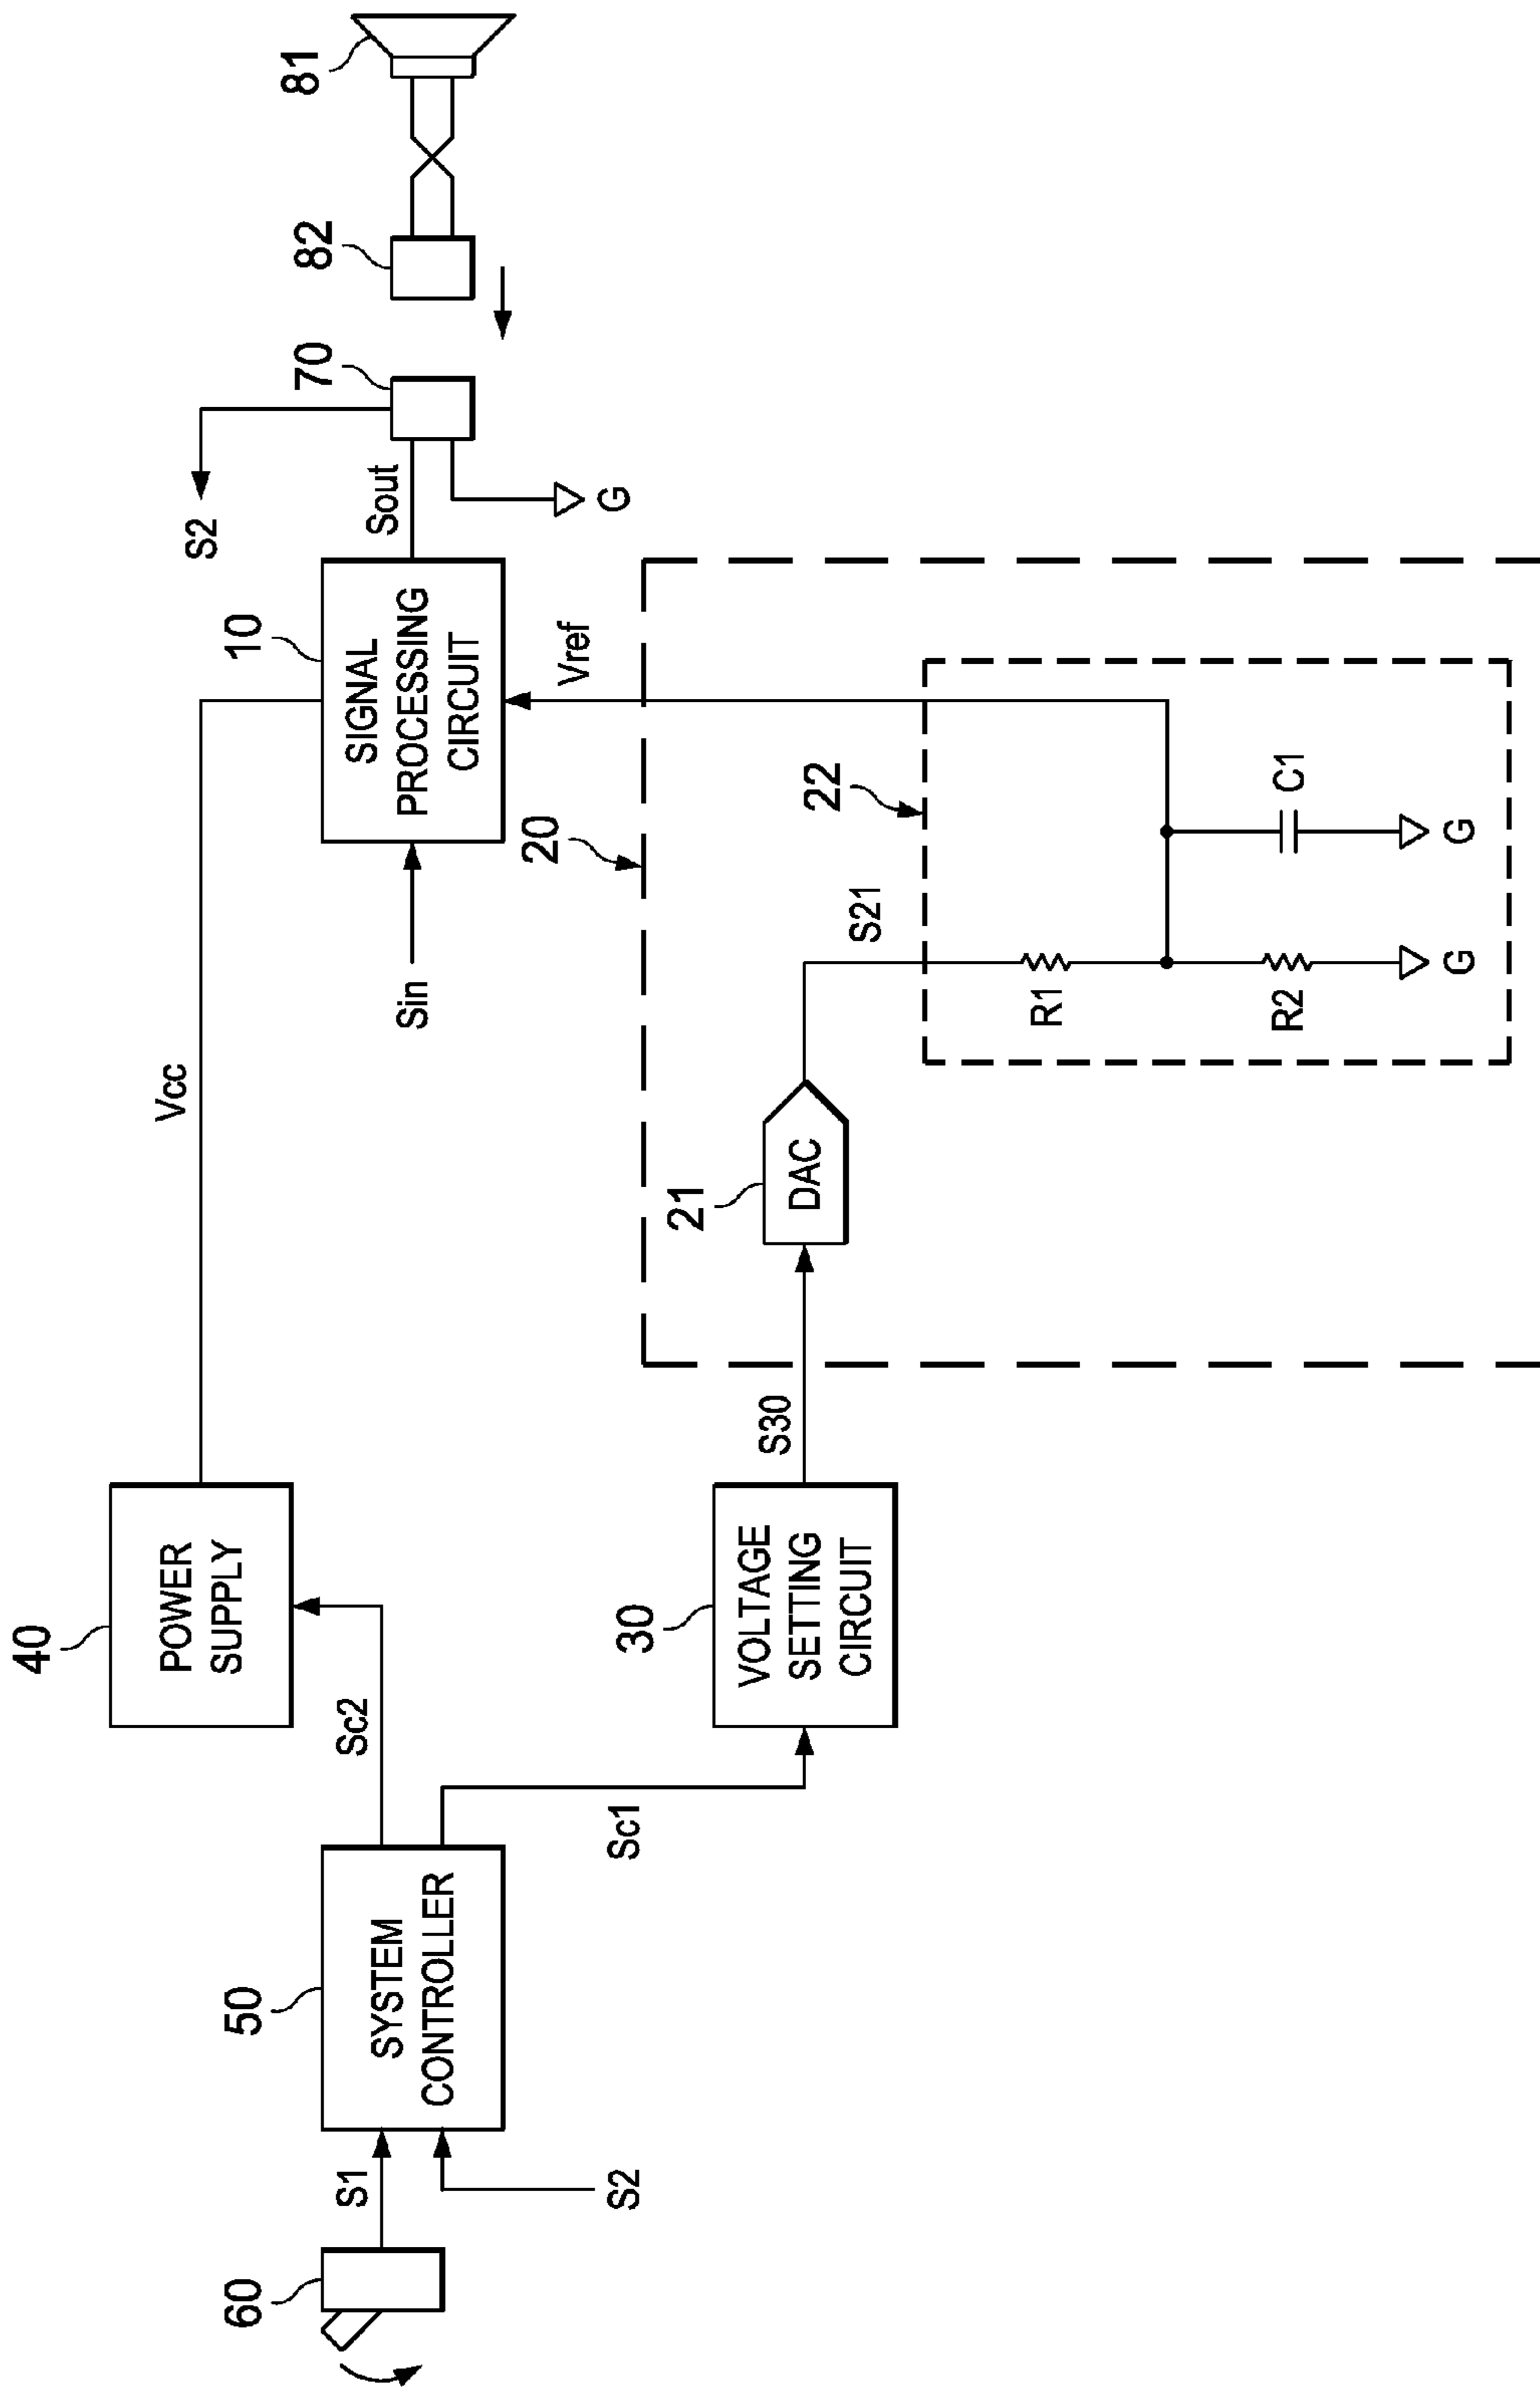 40
POWER
SUPPLY
Vcc
S2
60
S1
50
SYSTEM
CONTROLLER
Sc2
Sin
10
SIGNAL
PROCESSING
CIRCUIT
Sout
70
82
81
G
S2
Sc1
30
VOLTAGE
SETTING
CIRCUIT
S30
20
Vref
21
DAC
S21
22
R1
R2
C1
G
G